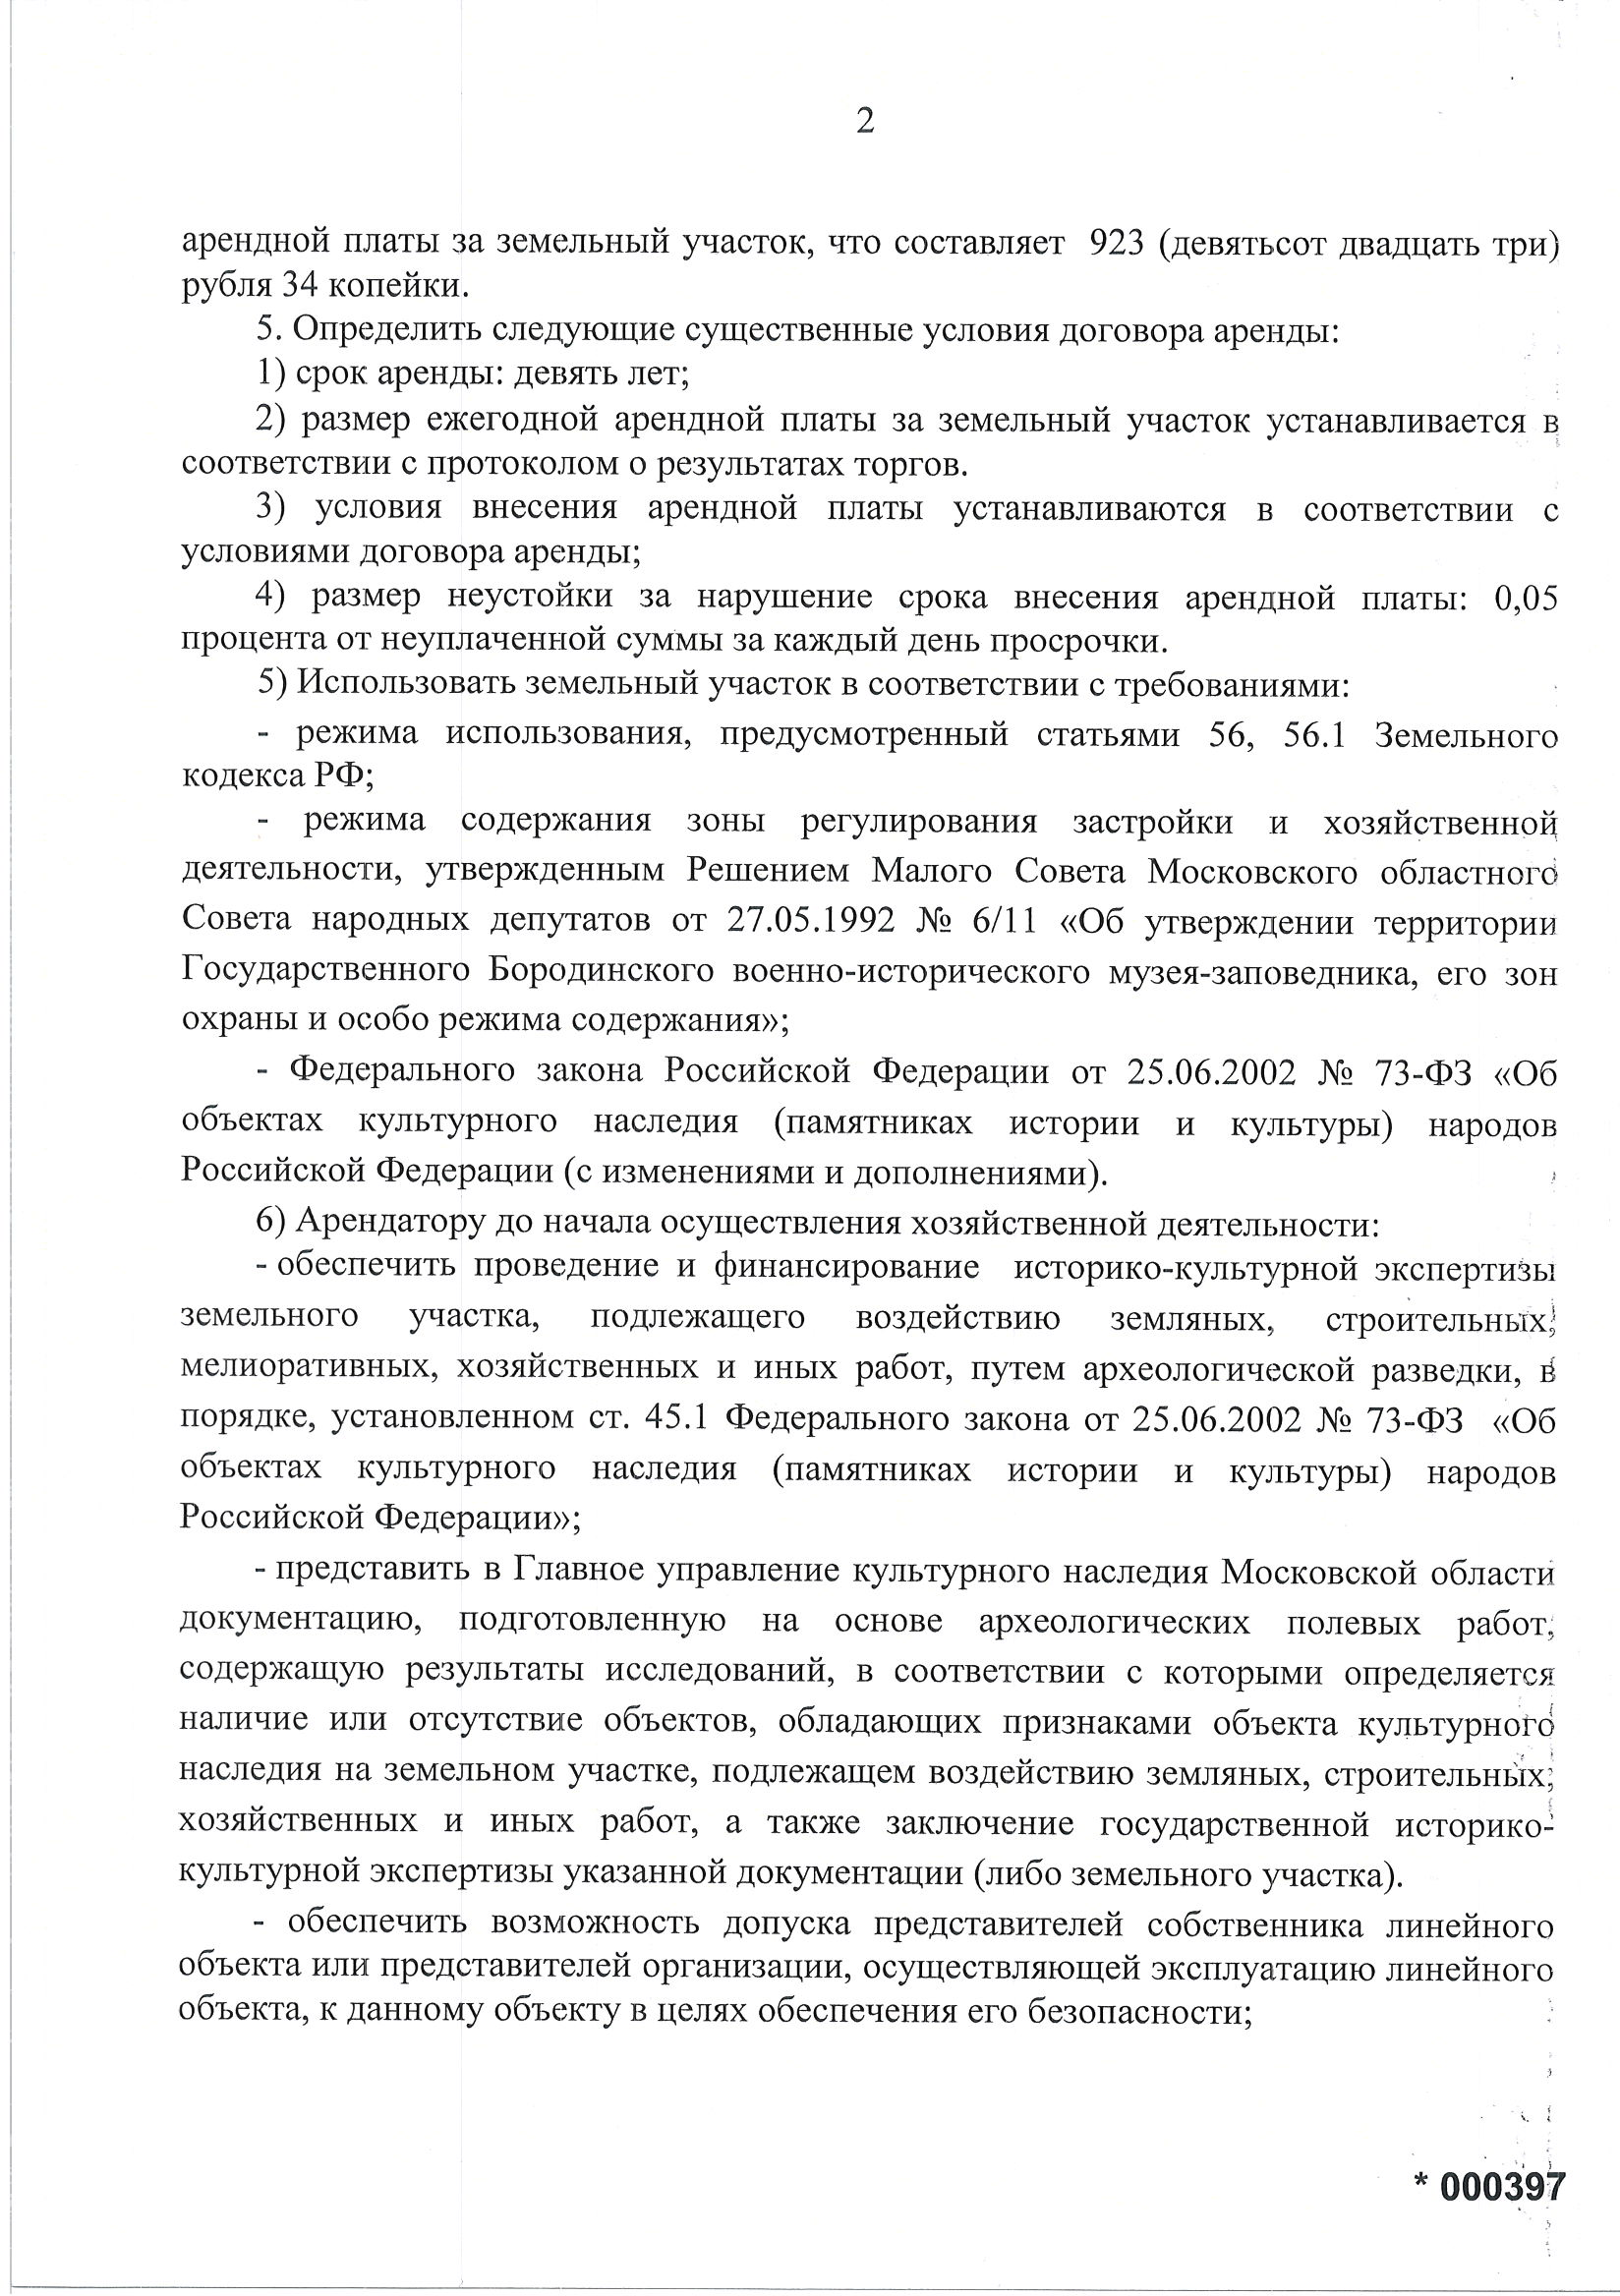 2
арендной платы за земельный участок, что составляет 923 (девятьсот двадцать три)
рубля 34 копейки.
5. Определить следующие существенные условия договора аренды:
1) срок аренды: девять лет;
2) размер ежегодной арендной платы за земельный участок устанавливается в
соответствии с протоколом о результатах торгов.
3) условия внесения арендной платы устанавливаются в соответствии с
условиями договора аренды;
4) размер неустойки за нарушение срока внесения арендной платы: 0,05
процента от неуплаченной суммы за каждый день просрочки.
5) Использовать земельный участок в соответствии с требованиями:
- режима использования, предусмотренный статьями 56, 56.1 Земельного
кодекса РФ;
- режима содержания зоны регулирования застройки и хозяйственной
деятельности, утвержденным Решением Малого Совета Московского областного
Совета народных депутатов от 27.05.1992 № 6/11 «Об утверждении территории
Государственного Бородинского военно-исторического музея-заповедника, его зон
охраны и особо режима содержания»;
- Федерального закона Российской Федерации от 25.06.2002 № 73-ФЗ «Об
объектах культурного наследия (памятниках истории и культуры) народов
Российской Федерации (с изменениями и дополнениями).
6) Арендатору до начала осуществления хозяйственной деятельности:
- обеспечить проведение и финансирование историко-культурной экспертизы
земельного участка, подлежащего воздействию земляных, строительных,
мелиоративных, хозяйственных и иных работ, путем археологической разведки, в
порядке, установленном ст. 45.1 Федерального закона от 25.06.2002 № 73-ФЗ «Об
объектах культурного наследия (памятниках истории и культуры) народов
Российской Федерации»;
- представить в Главное управление культурного наследия Московской области
документацию, подготовленную на основе археологических полевых работ,
содержащую результаты исследований, в соответствии с которыми определяется
наличие или отсутствие объектов, обладающих признаками объекта культурного
наследия на земельном участке, подлежащем воздействию земляных, строительных,
хозяйственных и иных работ, а также заключение государственной историко-
культурной экспертизы указанной документации (либо земельного участка).
- обеспечить возможность допуска представителей собственника линейного
объекта или представителей организации, осуществляющей эксплуатацию линейного
объекта, к данному объекту в целях обеспечения его безопасности;
* 000397